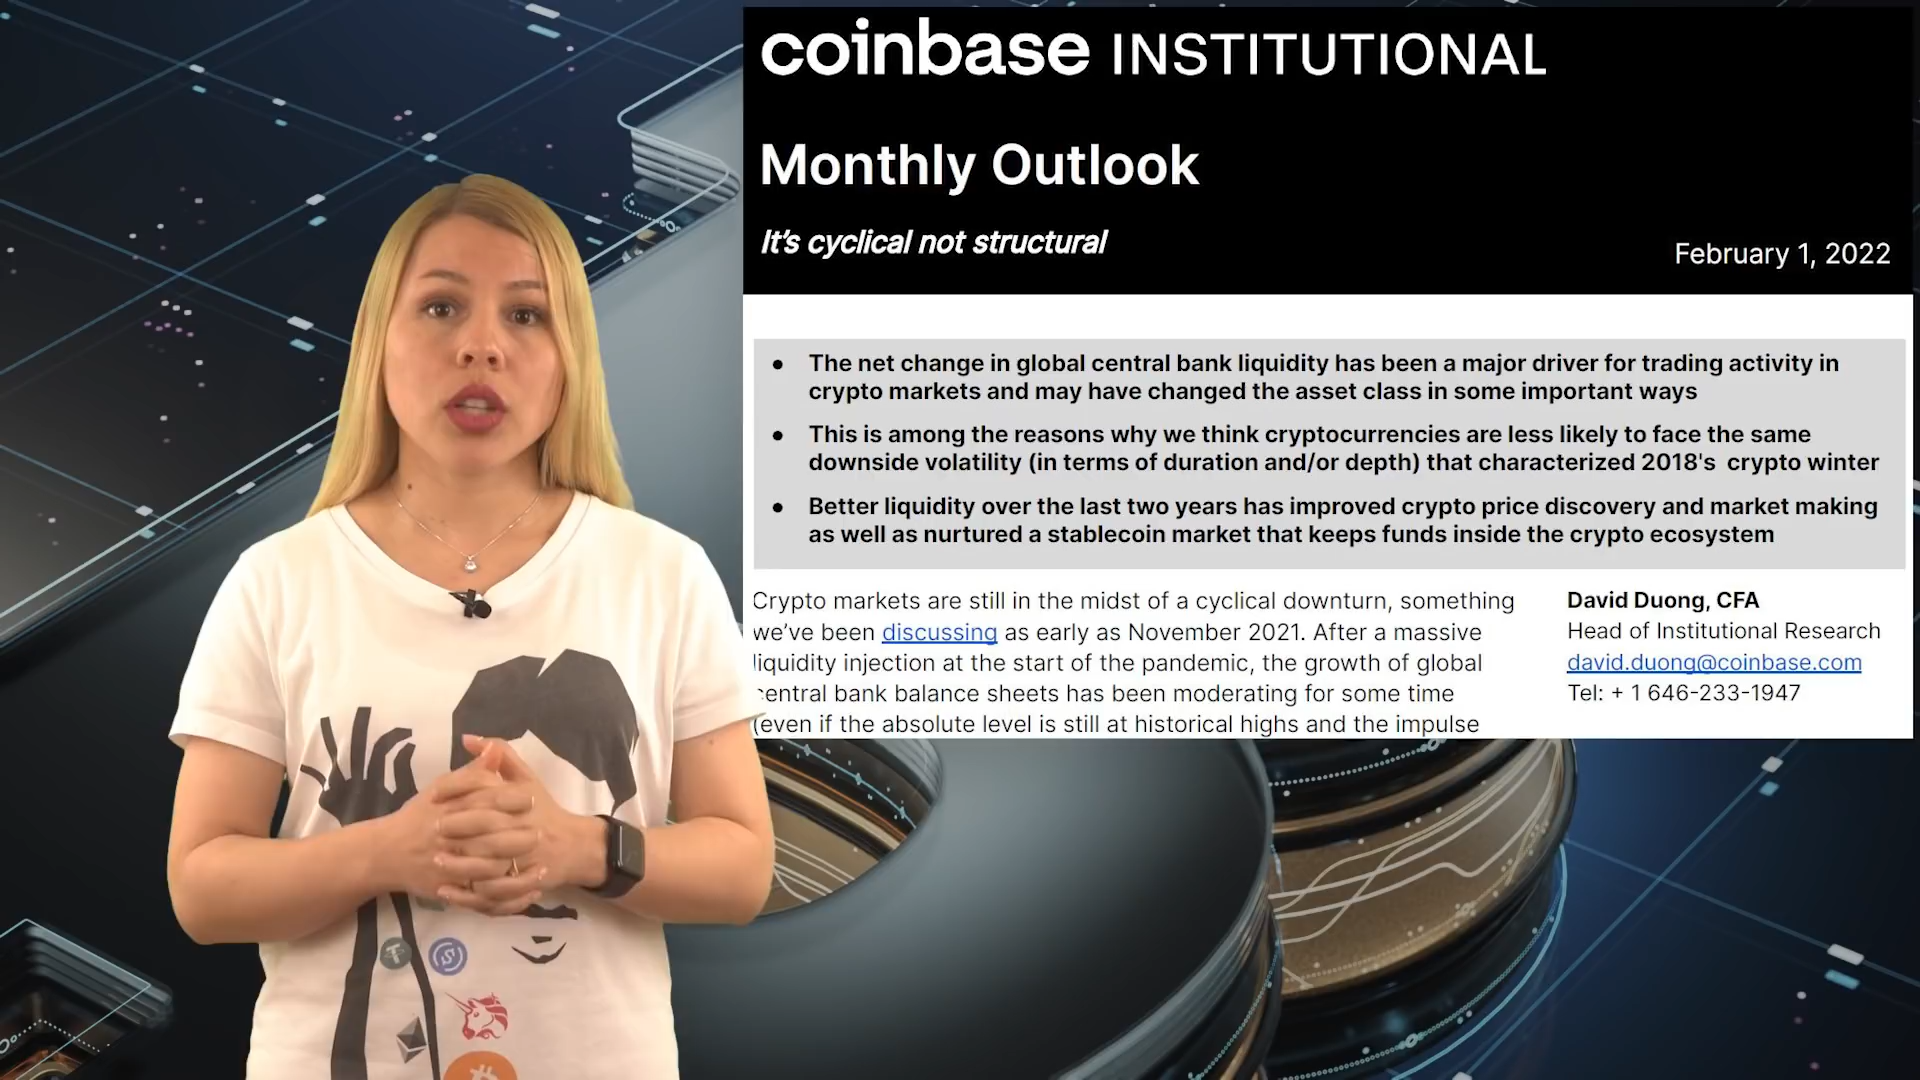 coinbase INSTITUTIONAL
Monthly Outlook
It's cyclical not structural
February 1, 2022
● The net change in global central bank liquidity has been a major driver for trading activity in
crypto markets and may have changed the asset class in some important ways
● This is among the reasons why we think cryptocurrencies are less likely to face the same
downside volatility (in terms of duration and/or depth) that characterized 2018's crypto winter
● Better liquidity over the last two years has improved crypto price discovery and market making
as well as nurtured a stablecoin market that keeps funds inside the crypto ecosystem
Crypto markets are still in the midst of a cyclical downturn, something
we've been discussing as early as November 2021. After a massive
liquidity injection at the start of the pandemic, the growth of global
central bank balance sheets has been moderating for some time
(even if the absolute level is still at historical highs and the impulse
David Duong, CFA
Head of Institutional Research
david.duong@coinbase.com
Tel: + 1 646-233-1947